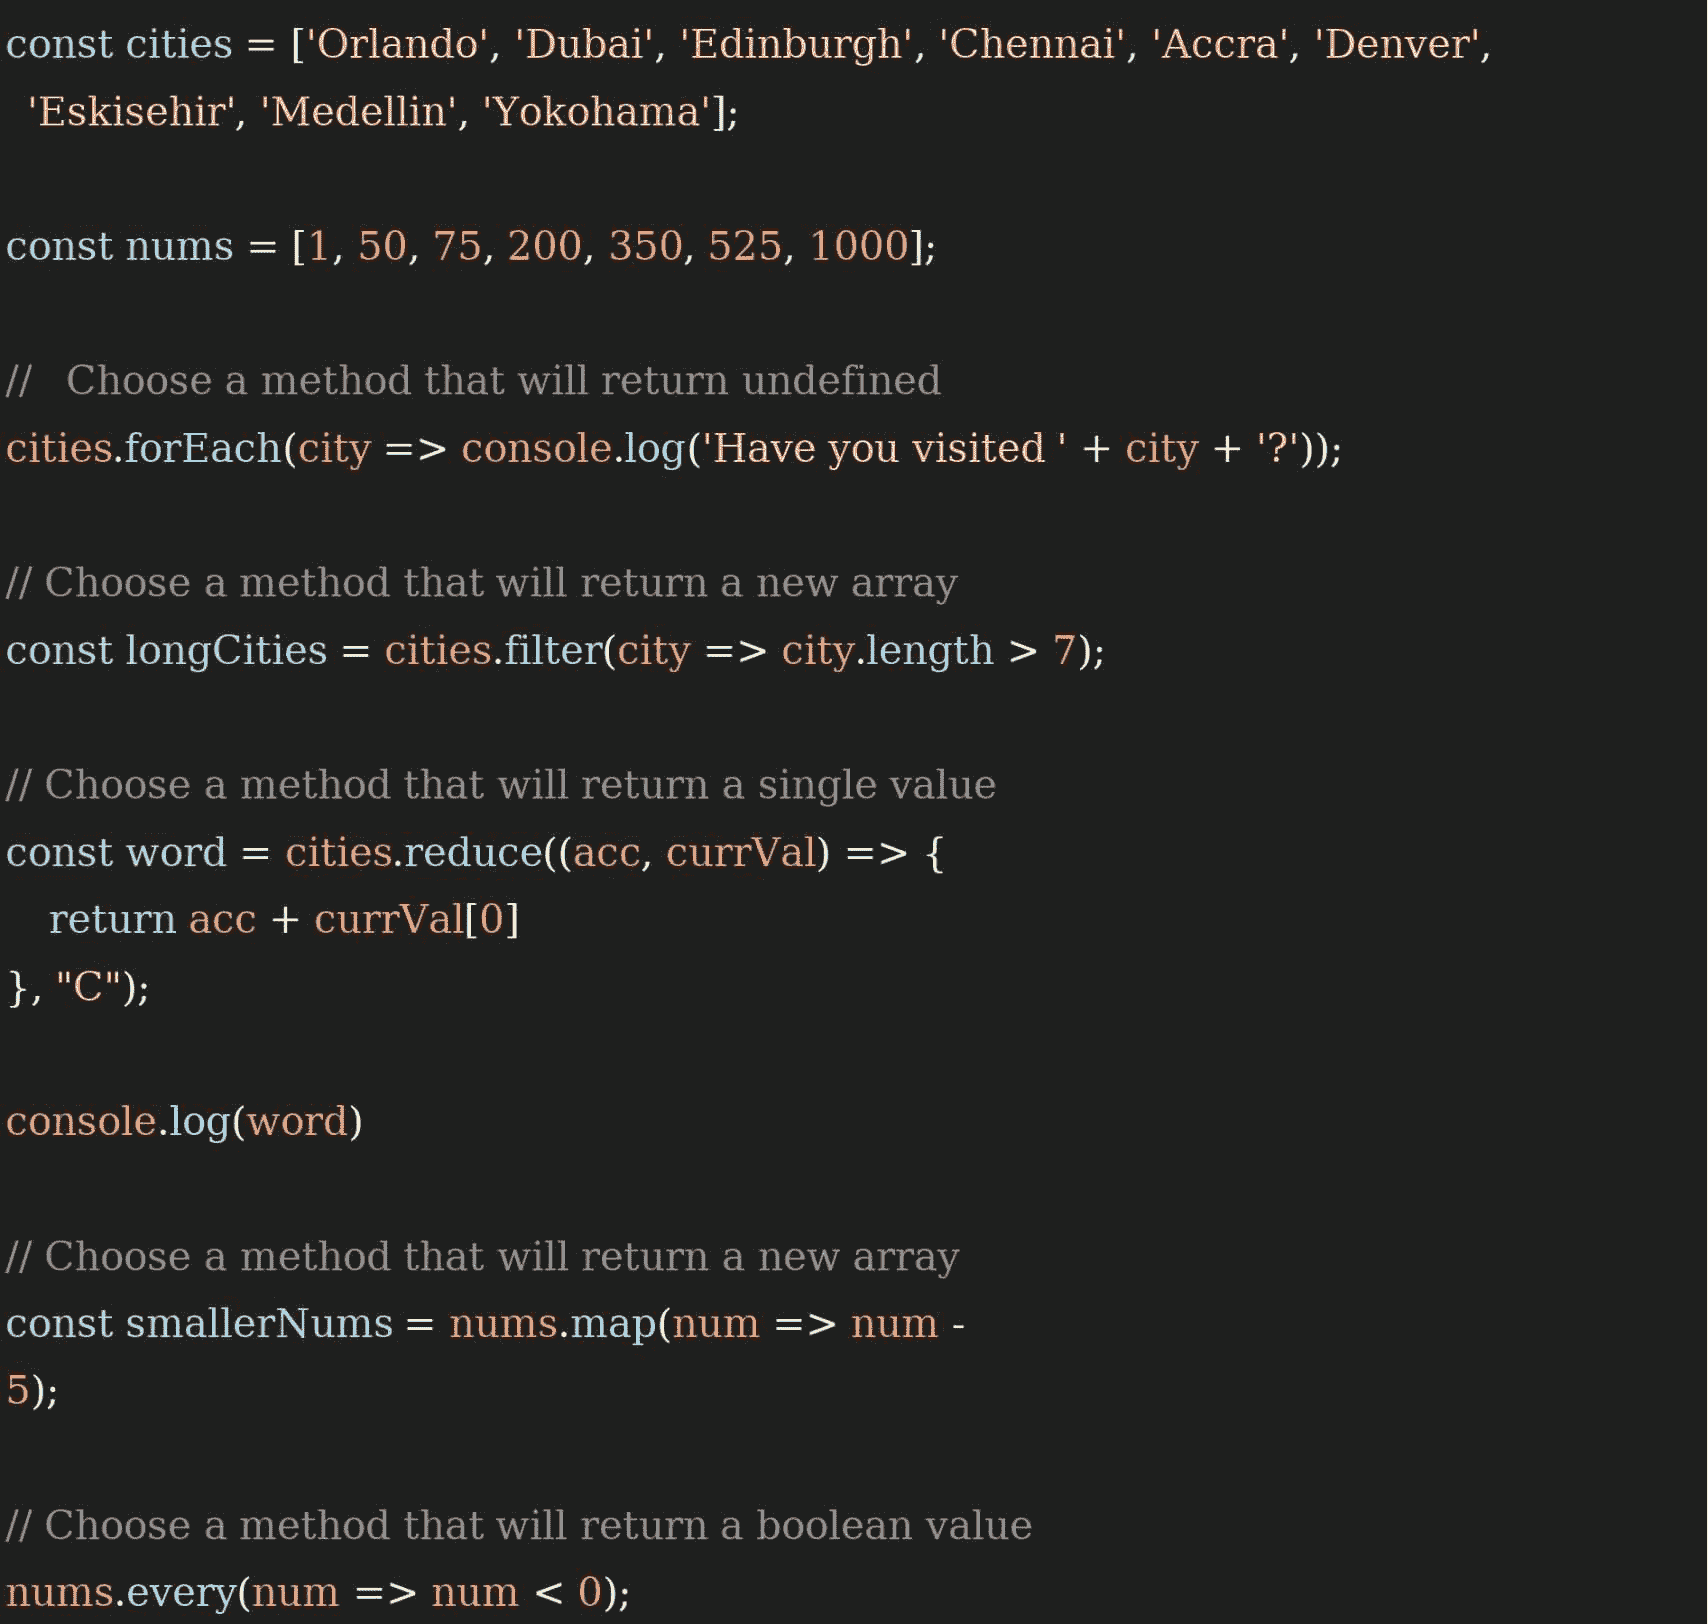 const cities = ['Orlando', 'Dubai', 'Edinburgh', 'Chennai', 'Accra', 'Denver',
'Eskisehir', 'Medellin', 'Yokohama'];
const nums = [1, 50, 75, 200, 350, 525, 1000];
//  Choose a method that will return undefined
cities.forEach(city => console.log('Have you visited ' + city + '?'));
// Choose a method that will return a new array
const longCities = cities.filter(city => city.length > 7);
// Choose a method that will return a single value
const word = cities.reduce((acc, currVal) => {
return acc + currVal[0]
}, "C");
console.log(word)
// Choose a method that will return a new array
const smallerNums = nums.map(num => num -
5);
// Choose a method that will return a boolean value
nums.every(num => num < 0);